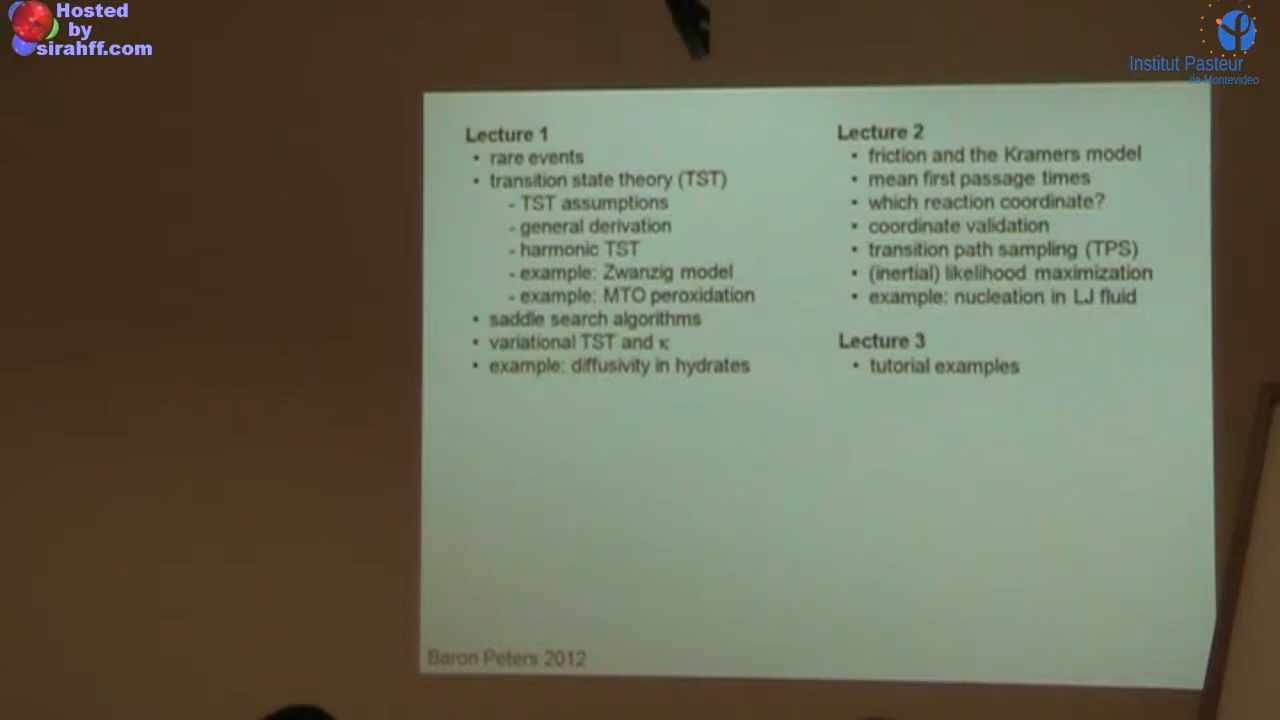 Hosted
by
sirahff.com
Institut Pasteur
de Montevideo
Lecture 1
• rare events
• transition state theory (TST)
- TST assumptions
- general derivation
- harmonic TST
- example: Zwanzig model
- example: MTO peroxidation
• saddle search algorithms
• variational TST and κ
• example: diffusivity in hydrates
Lecture 2
• friction and the Kramers model
• mean first passage times
• which reaction coordinate?
• coordinate validation
• transition path sampling (TPS)
• (inertial) likelihood maximization
• example: nucleation in LJ fluid
Lecture 3
• tutorial examples
Baron Peters 2012